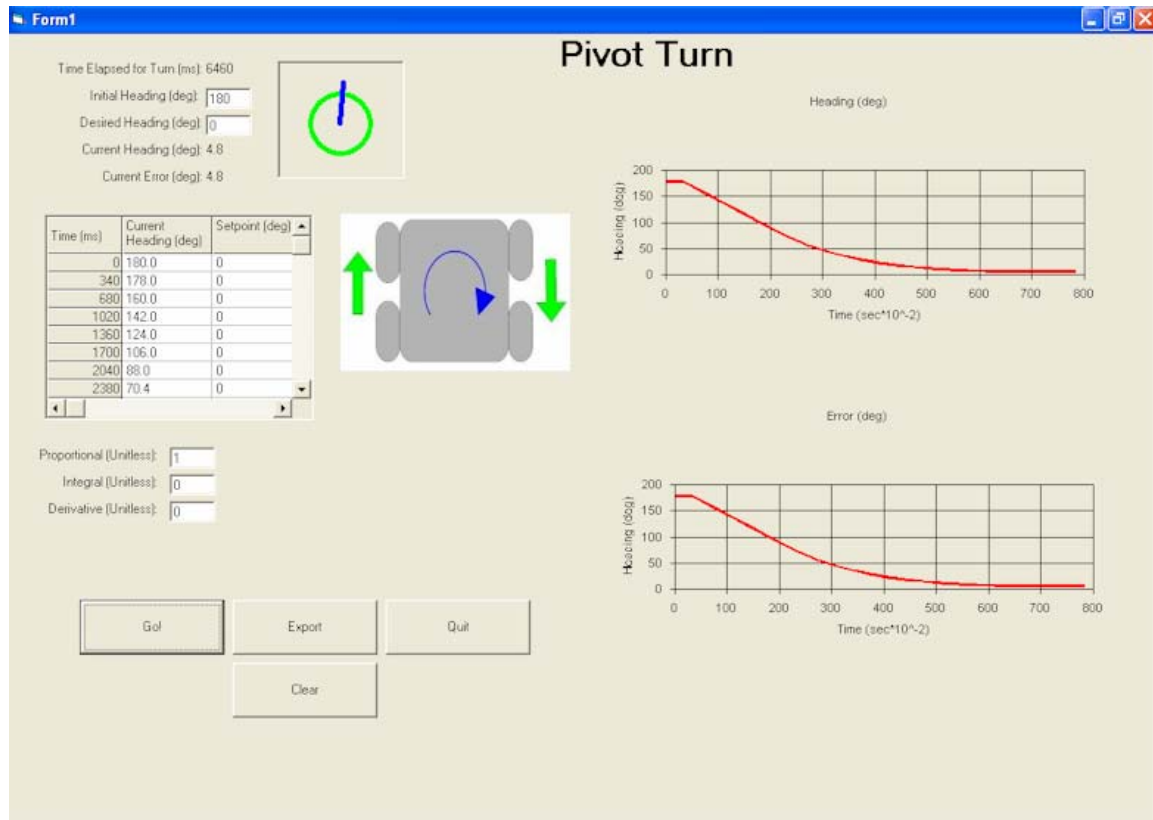 Form1
Pivot Turn
Time Elapsed for Turn (ms): 6460
Initial Heading (deg): 180
Desired Heading (deg): 0
Current Heading (deg): 4.8
Current Error (deg): 4.8
Time (ms) Current Heading (deg) Setpoint (deg)
0 180.0 0
340 178.0 0
680 160.0 0
1020 142.0 0
1360 124.0 0
1700 106.0 0
2040 88.0 0
2380 70.4 0
Proportional (Unitless): 1
Integral (Unitless): 0
Derivative (Unitless): 0
Go!
Export
Quit
Clear
Heading (deg)
Heading (deg)
200
150
100
50
0
0 100 200 300 400 500 600 700 800
Time (sec*10^-2)
Error (deg)
Heading (deg)
200
150
100
50
0
0 100 200 300 400 500 600 700 800
Time (sec*10^-2)